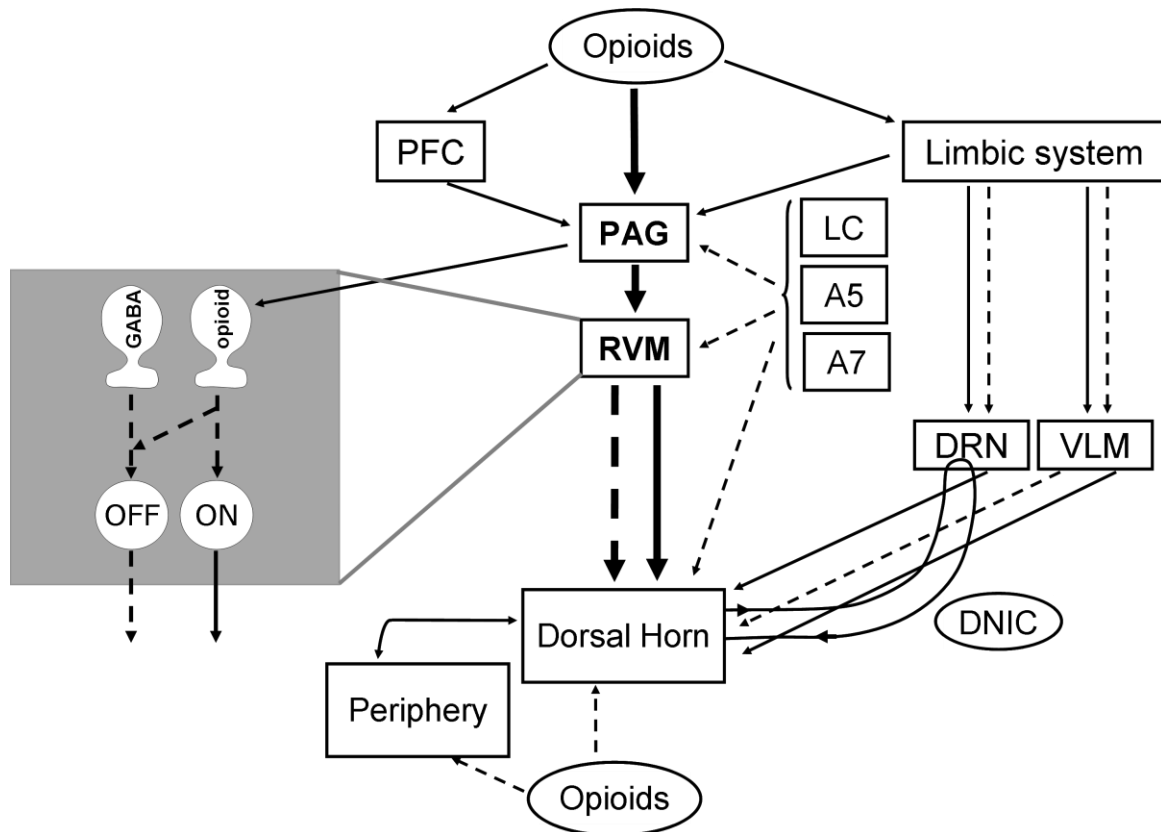 Opioids
PFC
Limbic system
PAG
LC
A5
A7
GABA
opioid
RVM
OFF
ON
DRN
VLM
Dorsal Horn
DNIC
Periphery
Opioids